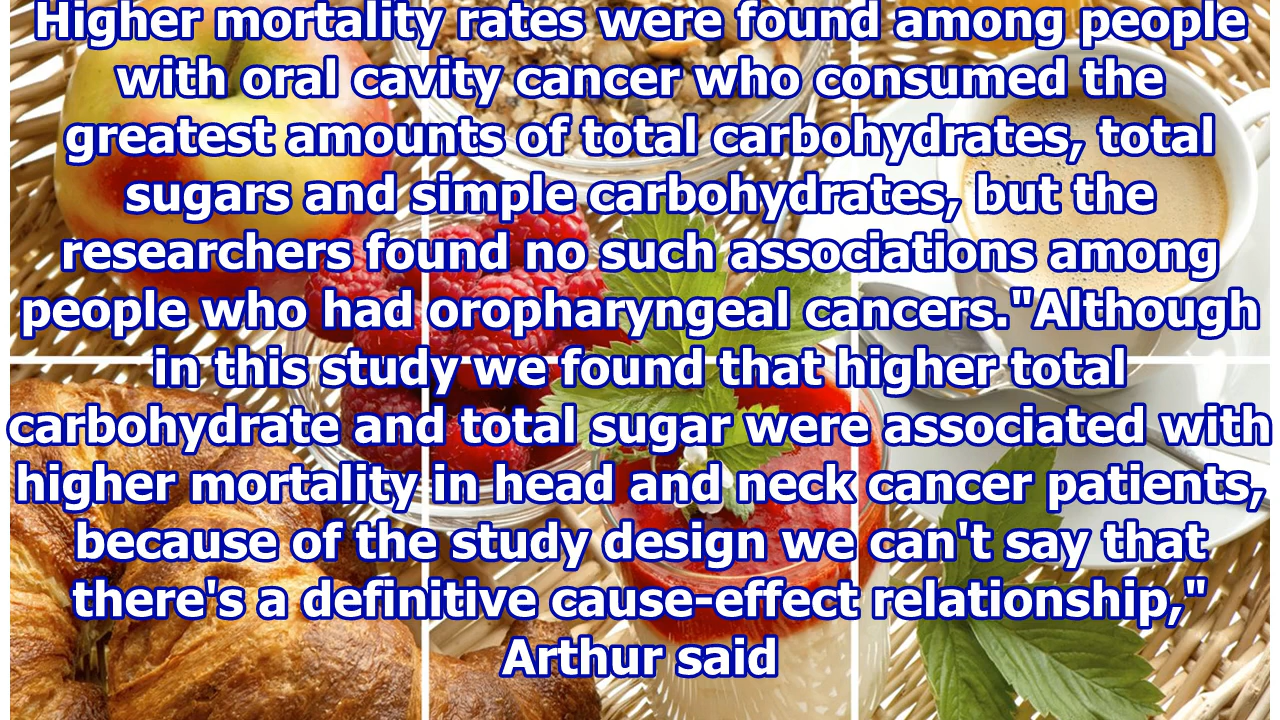 Higher mortality rates were found among people
with oral cavity cancer who consumed the
greatest amounts of total carbohydrates, total
sugars and simple carbohydrates, but the
researchers found no such associations among
people who had oropharyngeal cancers."Although
in this study we found that higher total
carbohydrate and total sugar were associated with
higher mortality in head and neck cancer patients,
because of the study design we can't say that
there's a definitive cause-effect relationship,"
Arthur said